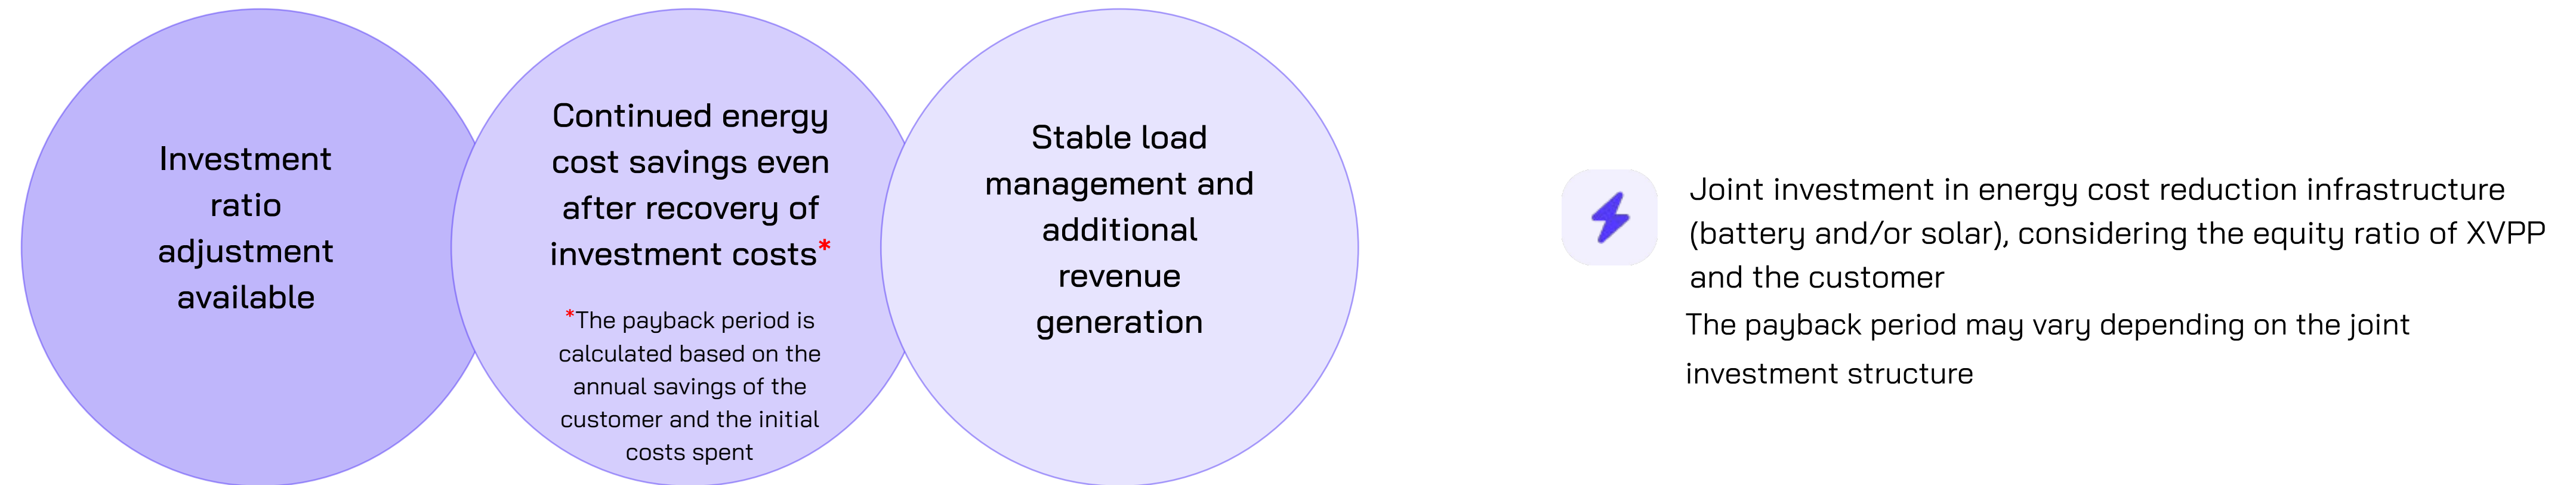 Investment
ratio
adjustment
available
Continued energy
cost savings even
after recovery of
investment costs*
*The payback period is
calculated based on the
annual savings of the
customer and the initial
costs spent
Stable load
management and
additional
revenue
generation
Joint investment in energy cost reduction infrastructure
(battery and/or solar), considering the equity ratio of XVPP
and the customer
The payback period may vary depending on the joint
investment structure